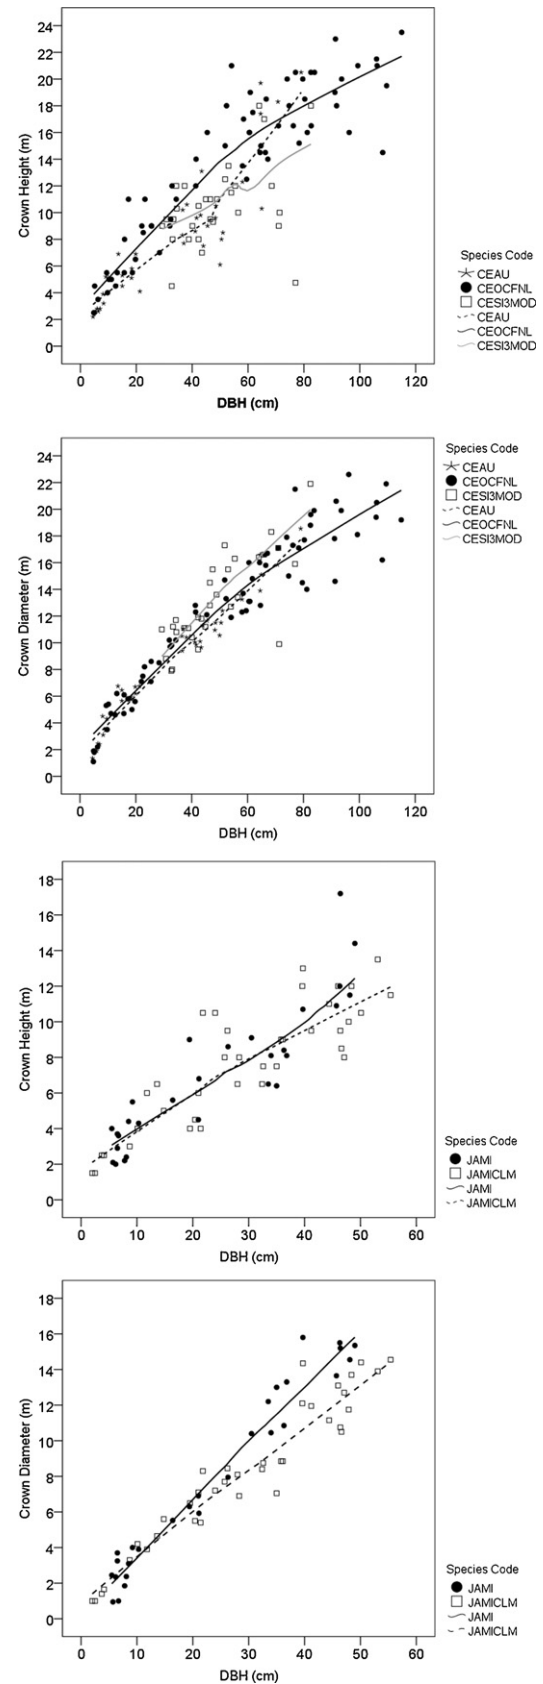 24
22
20
18
16
14
12
10
8
6
4
2
0
Crown Height (m)
0 20 40 60 80 100 120
DBH (cm)
Species Code
CEAU
CEOCFNL
CESI3MOD
CEAU
CEOCFNL
CESI3MOD
24
22
20
18
16
14
12
10
8
6
4
2
0
Crown Diameter (m)
0 20 40 60 80 100 120
DBH (cm)
Species Code
CEAU
CEOCFNL
CESI3MOD
CEAU
CEOCFNL
CESI3MOD
18
16
14
12
10
8
6
4
2
0
Crown Height (m)
0 10 20 30 40 50 60
DBH (cm)
Species Code
JAMI
JAMICLM
JAMI
JAMICLM
18
16
14
12
10
8
6
4
2
0
Crown Diameter (m)
0 10 20 30 40 50 60
DBH (cm)
Species Code
JAMI
JAMICLM
JAMI
JAMICLM